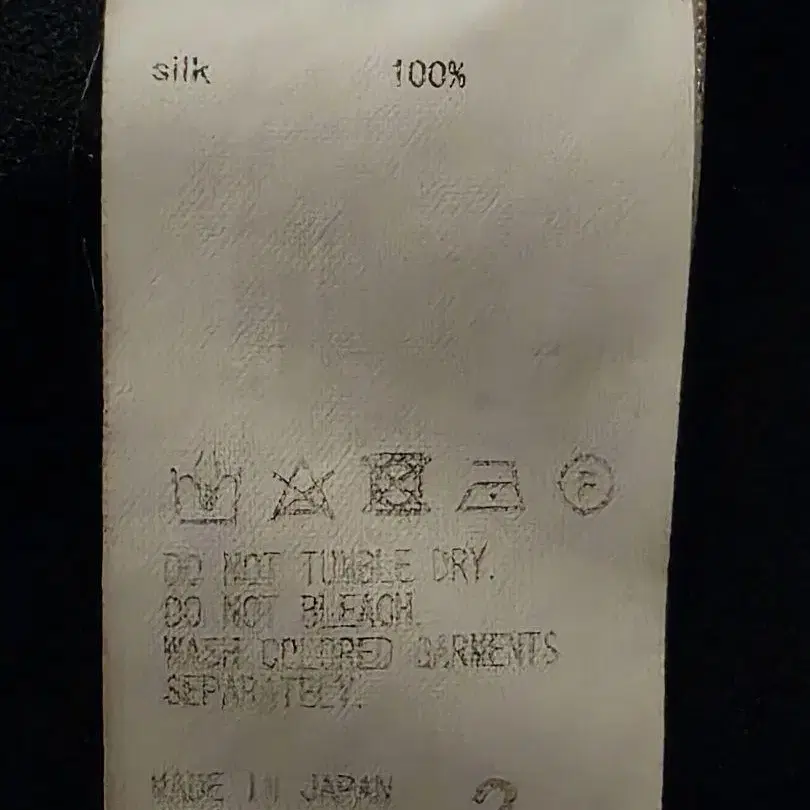 silk 100%
DO NOT TUMBLE DRY.
DO NOT BLEACH.
WASH COLORED GARMENTS
SEPARATELY.
MADE IN JAPAN